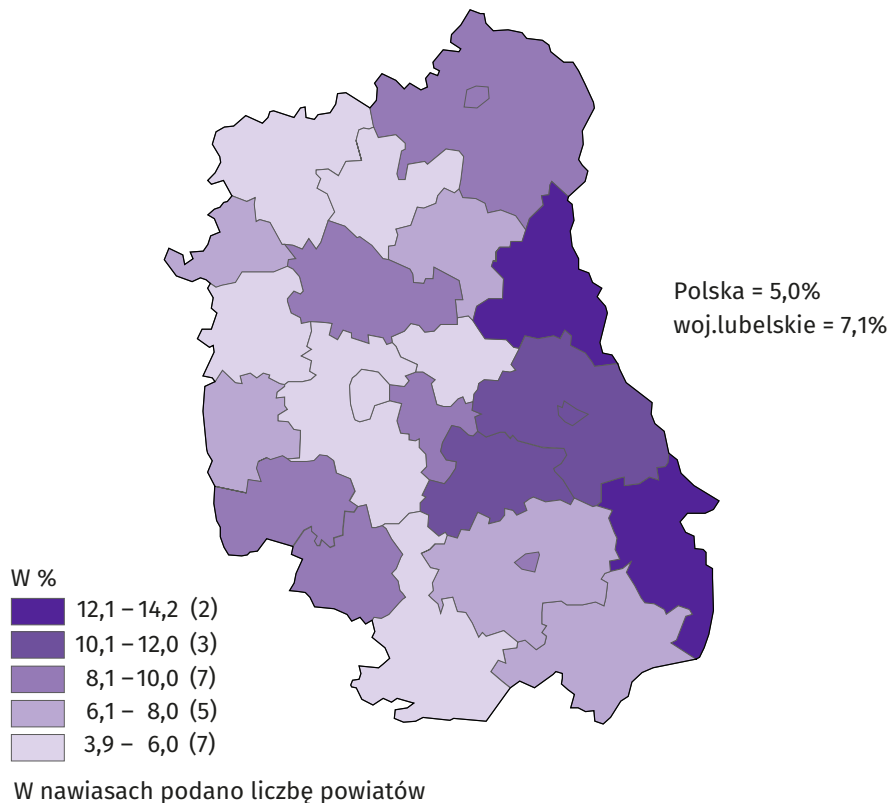 Polska = 5,0%
woj.lubelskie = 7,1%
W %
12,1 – 14,2 (2)
10,1 – 12,0 (3)
8,1 – 10,0 (7)
6,1 – 8,0 (5)
3,9 – 6,0 (7)
W nawiasach podano liczbę powiatów